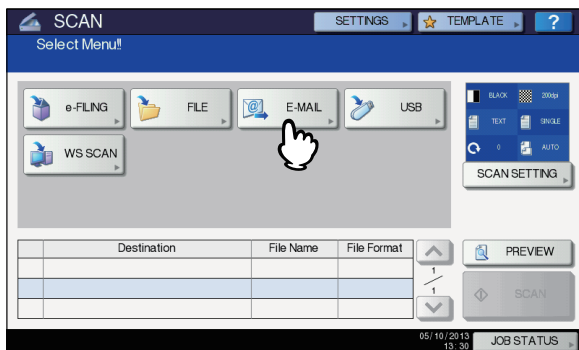 SCAN SETTINGS TEMPLATE ?
Select Menu!!
e-FILING FILE E-MAIL USB
BLACK 200dpi
TEXT SINGLE
0 AUTO
WS SCAN
SCAN SETTING
Destination File Name File Format
PREVIEW
1
1
SCAN
05/10/2013
13:30
JOB STATUS